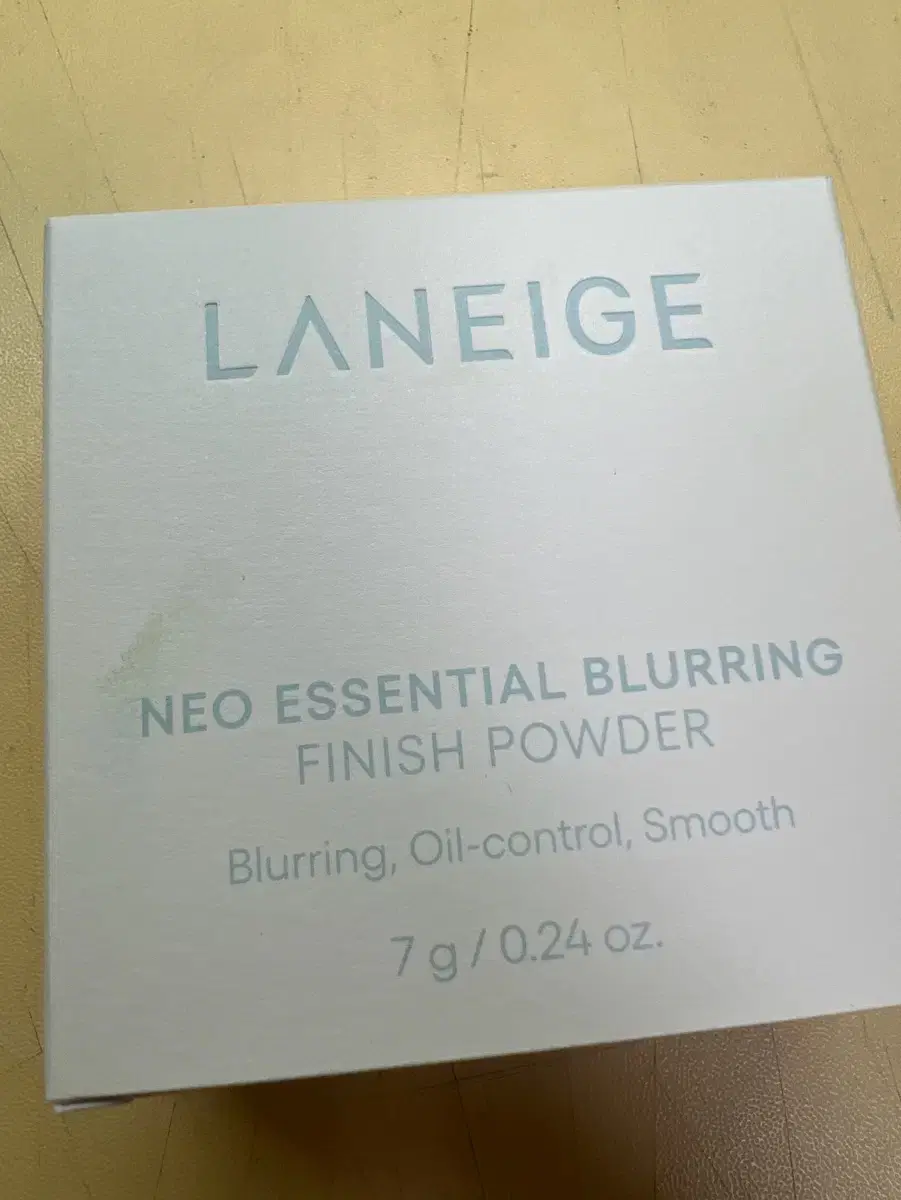 LANEIGE
NEO ESSENTIAL BLURRING
FINISH POWDER
Blurring, Oil-control, Smooth
7 g / 0.24 oz.